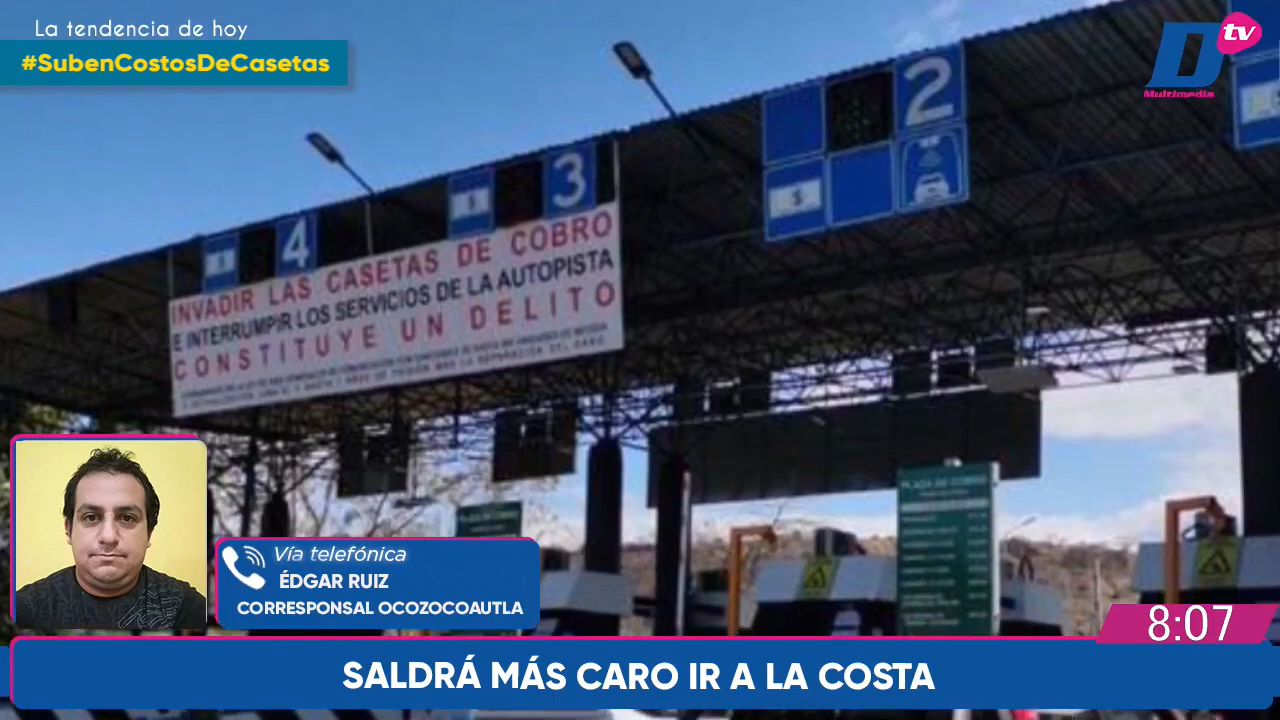 La tendencia de hoy
#SubenCostosDeCasetas
D tv
Multimedia
2
3
4
INVADIR LAS CASETAS DE COBRO
E INTERRUMPIR LOS SERVICIOS DE LA AUTOPISTA
CONSTITUYE UN DELITO
PLAZA DE COBRO
Vía telefónica
ÉDGAR RUIZ
CORRESPONSAL OCOZOCOAUTLA
8:07
SALDRÁ MÁS CARO IR A LA COSTA